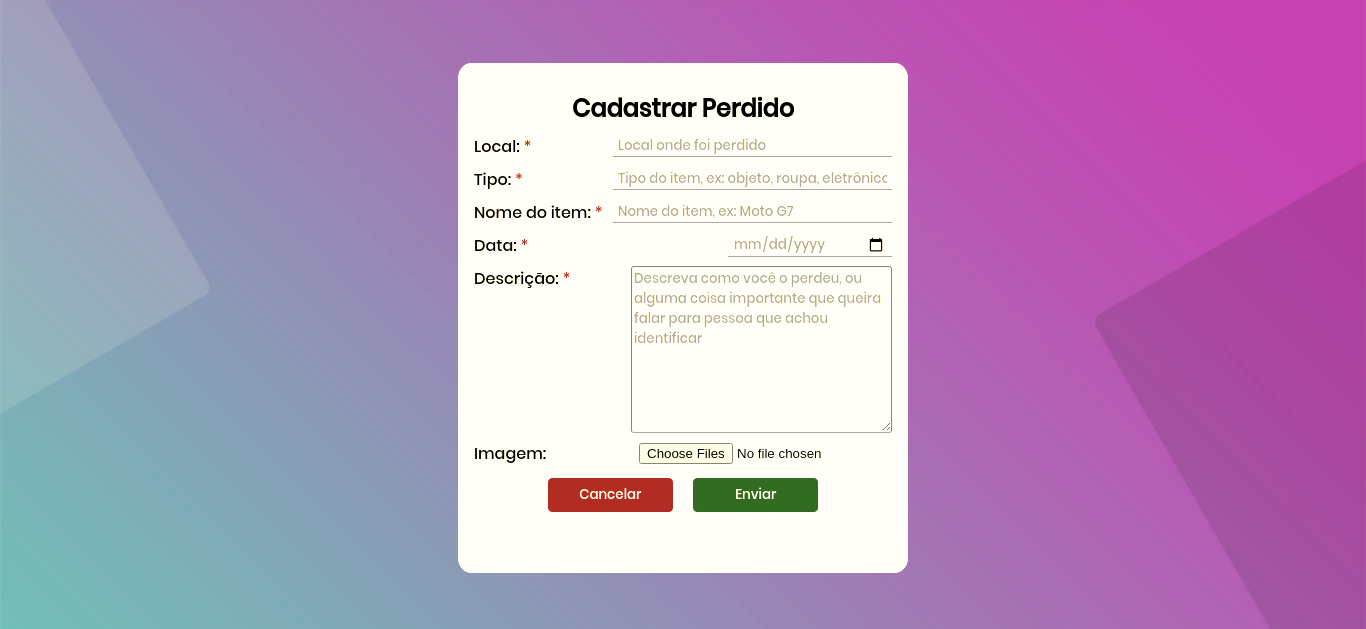 Cadastrar Perdido
Local: * Local onde foi perdido
Tipo: * Tipo do item, ex: objeto, roupa, eletrônico
Nome do item: * Nome do item, ex: Moto G7
Data: * mm/dd/yyyy
Descrição: * Descreva como você o perdeu, ou
alguma coisa importante que queira
falar para pessoa que achou
identificar
Imagem: Choose Files No file chosen
Cancelar Enviar